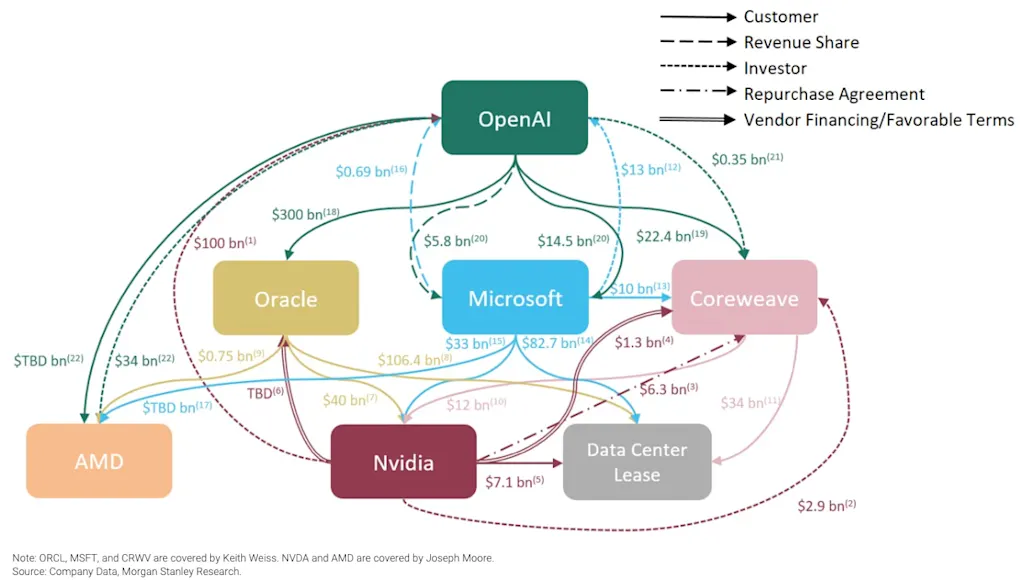 Customer
Revenue Share
Investor
Repurchase Agreement
Vendor Financing/Favorable Terms
OpenAI
$0.69 bn(16)
$13 bn(12)
$0.35 bn(21)
$300 bn(18)
$100 bn(1)
$5.8 bn(20)
$14.5 bn(20)
$22.4 bn(19)
Oracle
Microsoft
$10 bn(13)
Coreweave
$TBD bn(22)
$34 bn(22)
$0.75 bn(9)
$106.4 bn(8)
$33 bn(15)
$82.7 bn(14)
$1.3 bn(4)
$TBD bn(17)
TBD(6)
$40 bn(7)
$12 bn(10)
$6.3 bn(3)
$34 bn(11)
AMD
Nvidia
Data Center
Lease
$7.1 bn(5)
$2.9 bn(2)
Note: ORCL, MSFT, and CRWV are covered by Keith Weiss. NVDA and AMD are covered by Joseph Moore.
Source: Company Data, Morgan Stanley Research.